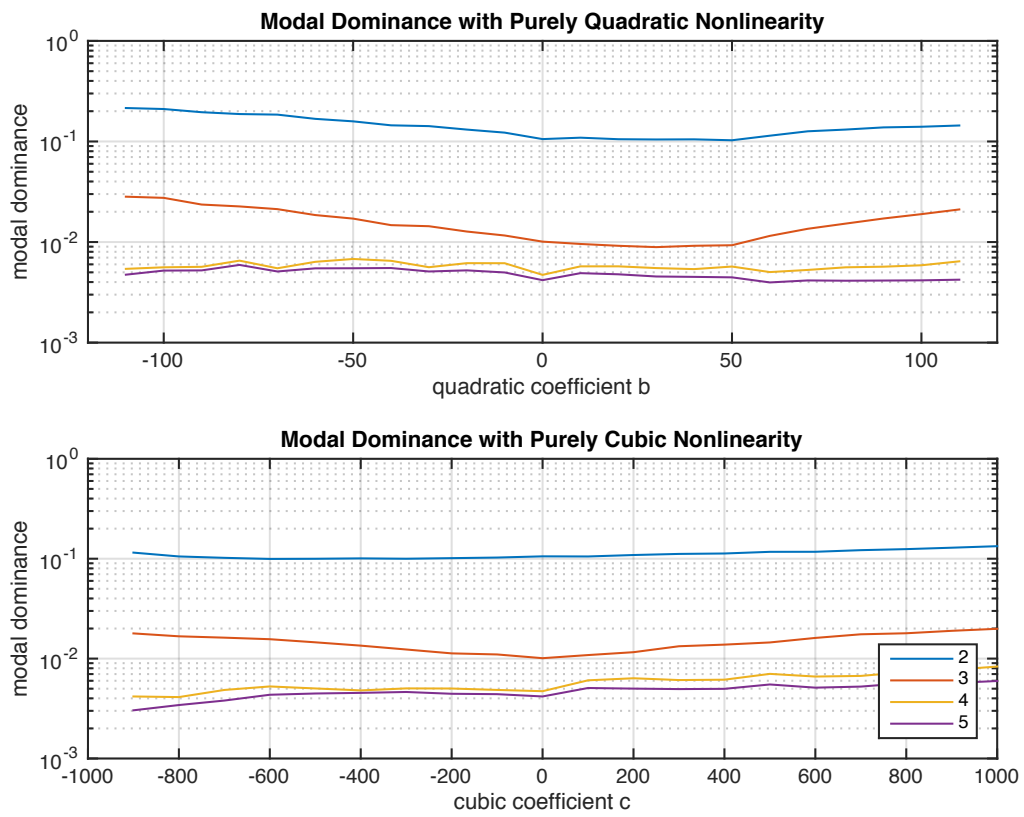 Modal Dominance with Purely Quadratic Nonlinearity
10^0
10^-1
10^-2
10^-3
modal dominance
-100 -50 0 50 100
quadratic coefficient b
Modal Dominance with Purely Cubic Nonlinearity
10^0
10^-1
10^-2
10^-3
modal dominance
2
3
4
5
-1000 -800 -600 -400 -200 0 200 400 600 800 1000
cubic coefficient c